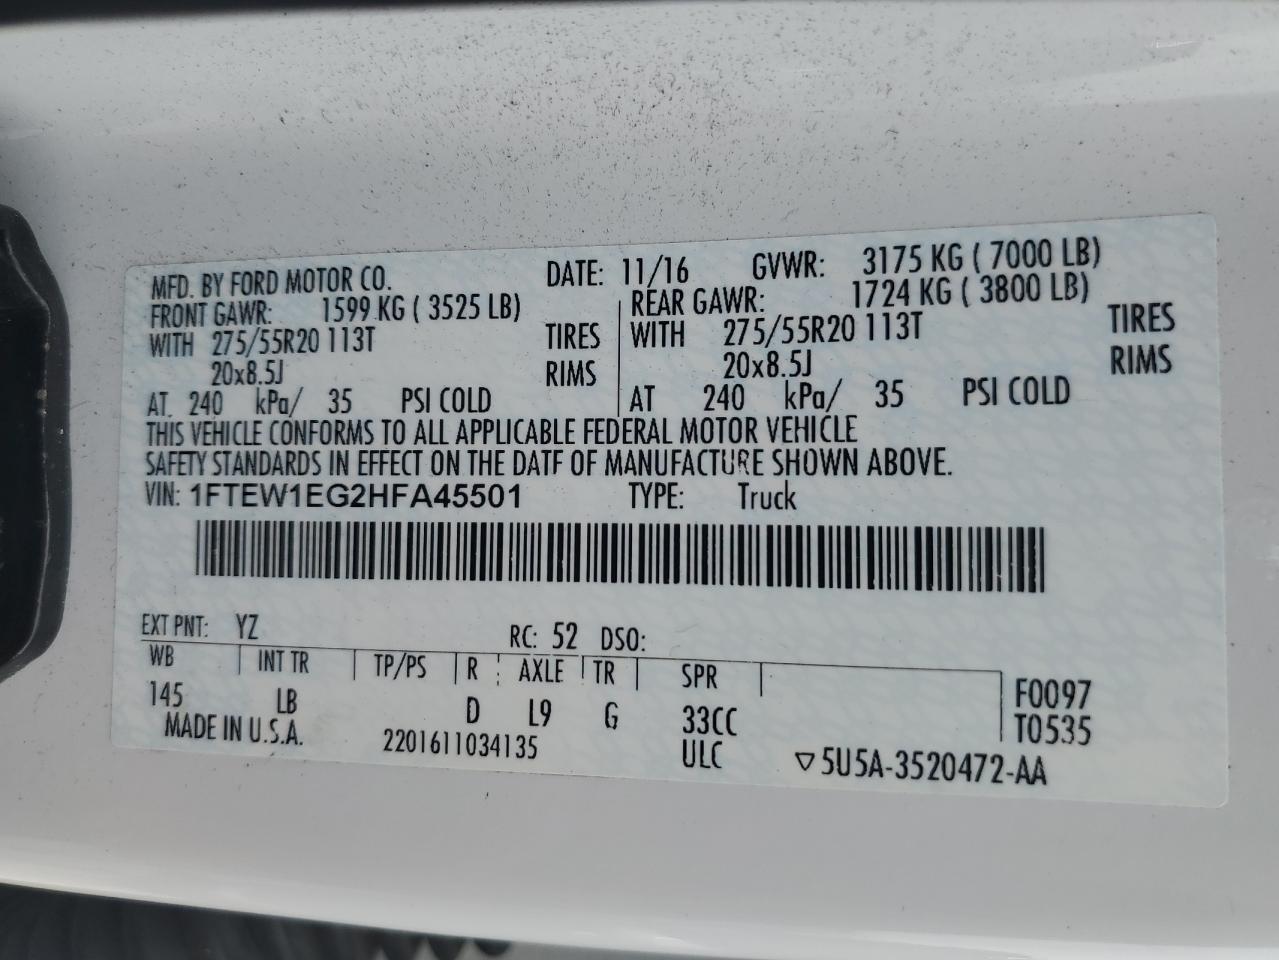 MFD. BY FORD MOTOR CO. DATE: 11/16 GVWR: 3175 KG ( 7000 LB)
FRONT GAWR: 1599 KG ( 3525 LB) REAR GAWR: 1724 KG ( 3800 LB)
WITH 275/55R20 113T TIRES WITH 275/55R20 113T TIRES
20x8.5J RIMS 20x8.5J RIMS
AT 240 kPa/ 35 PSI COLD AT 240 kPa/ 35 PSI COLD
THIS VEHICLE CONFORMS TO ALL APPLICABLE FEDERAL MOTOR VEHICLE
SAFETY STANDARDS IN EFFECT ON THE DATE OF MANUFACTURE SHOWN ABOVE.
VIN: 1FTEW1EG2HFA45501 TYPE: Truck
EXT PNT: YZ RC: 52 DSO:
WB INT TR TP/PS R AXLE TR SPR
145 LB D L9 G 33CC F0097
MADE IN U.S.A. 2201611034135 ULC T0535
▽5U5A-3520472-AA